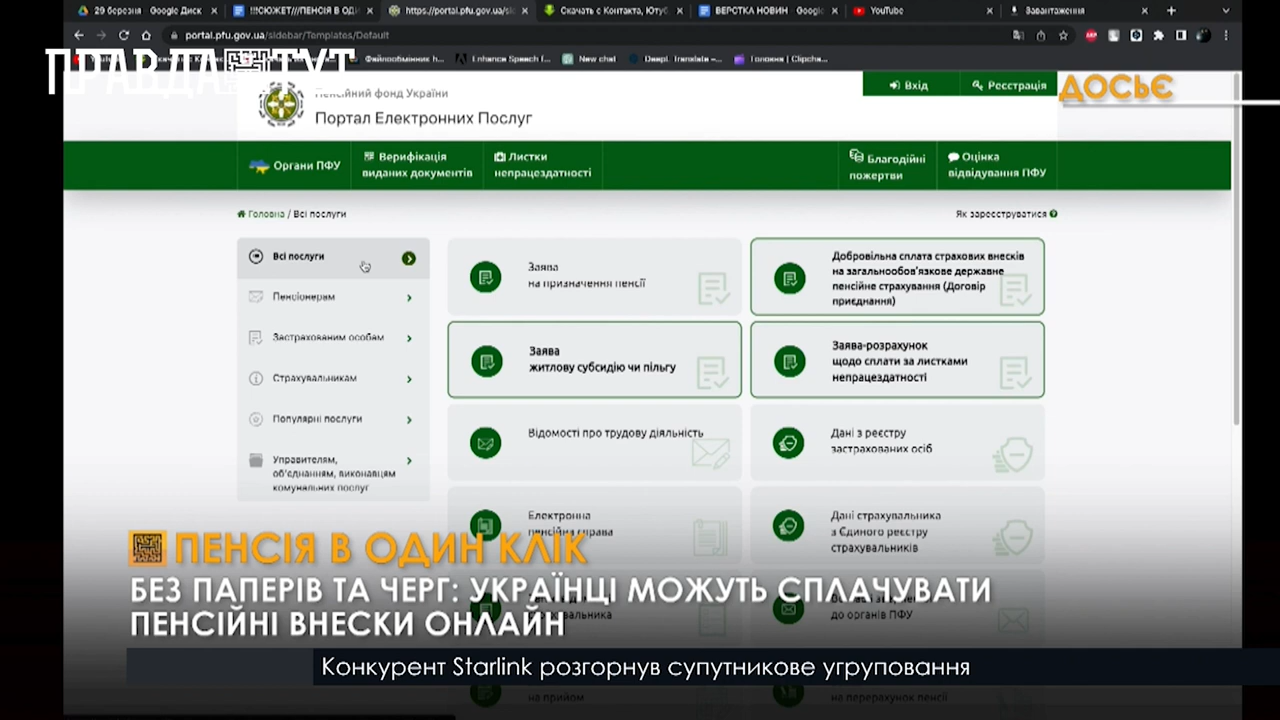 29 березня Google Диск
!!!СЮЖЕТ///ПЕНСІЯ В ОДИ
https://portal.pfu.gov.ua/si
Скачать с Контакта, Ютуб
ВЕРСТКА НОВИН Google
YouTube
Завантаження
portal.pfu.gov.ua/sidebar/Templates/Default
Файлообмінник
Enhance Speech
New chat
DeepL Translate
Головна | Clipcha...
ПРАВДА ТУТ
ДОСЬЄ
Пенсійний фонд України
Портал Електронних Послуг
Вхід
Реєстрація
Органи ПФУ
Верифікація
виданих документів
Листки
непрацездатності
Благодійні
пожертви
Оцінка
відвідування ПФУ
Головна / Всі послуги
Як зареєструватися
Всі послуги
Пенсіонерам
Застрахованим особам
Страхувальникам
Популярні послуги
Управителям,
об'єднанням, виконавцям
комунальних послуг
Заява
на призначення пенсії
Добровільна сплата страхових внесків
на загальнообов'язкове державне
пенсійне страхування (Договір
приєднання)
Заява
житлову субсидію чи пільгу
Заява-розрахунок
щодо сплати за листками
непрацездатності
Відомості про трудову діяльність
Дані з реєстру
застрахованих осіб
Електронна
пенсійна справа
Дані страхувальника
з Єдиного реєстру
страхувальників
до органів ПФУ
на прийом
на перерахунок пенсії
ПЕНСІЯ В ОДИН КЛІК
БЕЗ ПАПЕРІВ ТА ЧЕРГ: УКРАЇНЦІ МОЖУТЬ СПЛАЧУВАТИ
ПЕНСІЙНІ ВНЕСКИ ОНЛАЙН
Конкурент Starlink розгорнув супутникове угруповання